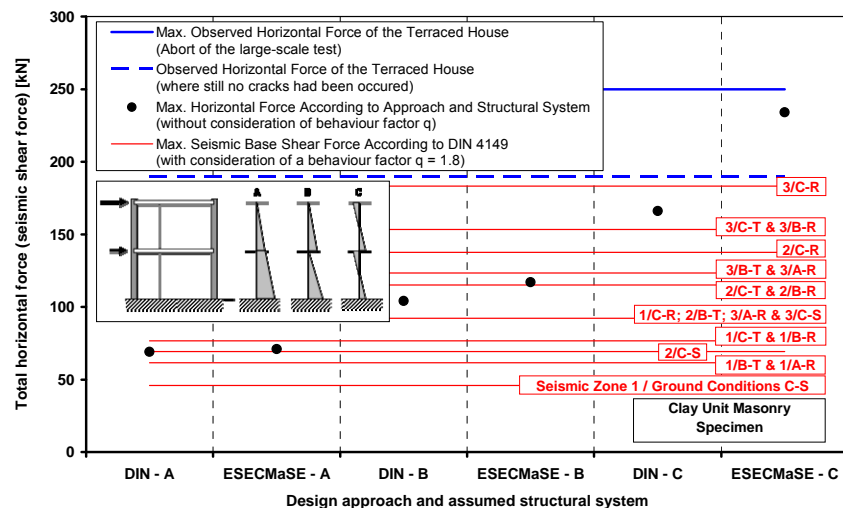 300
250
200
150
100
50
0
Total horizontal force (seismic shear force) [kN]
Max. Observed Horizontal Force of the Terraced House
(Abort of the large-scale test)
Observed Horizontal Force of the Terraced House
(where still no cracks had been occured)
Max. Horizontal Force According to Approach and Structural System
(without consideration of behaviour factor q)
Max. Seismic Base Shear Force According to DIN 4149
(with consideration of a behaviour factor q = 1.8)
A B C
3/C-R
3/C-T & 3/B-R
2/C-R
3/B-T & 3/A-R
2/C-T & 2/B-R
1/C-R; 2/B-T; 3/A-R & 3/C-S
1/C-T & 1/B-R
2/C-S
1/B-T & 1/A-R
Seismic Zone 1 / Ground Conditions C-S
Clay Unit Masonry
Specimen
DIN - A ESECMaSE - A DIN - B ESECMaSE - B DIN - C ESECMaSE - C
Design approach and assumed structural system